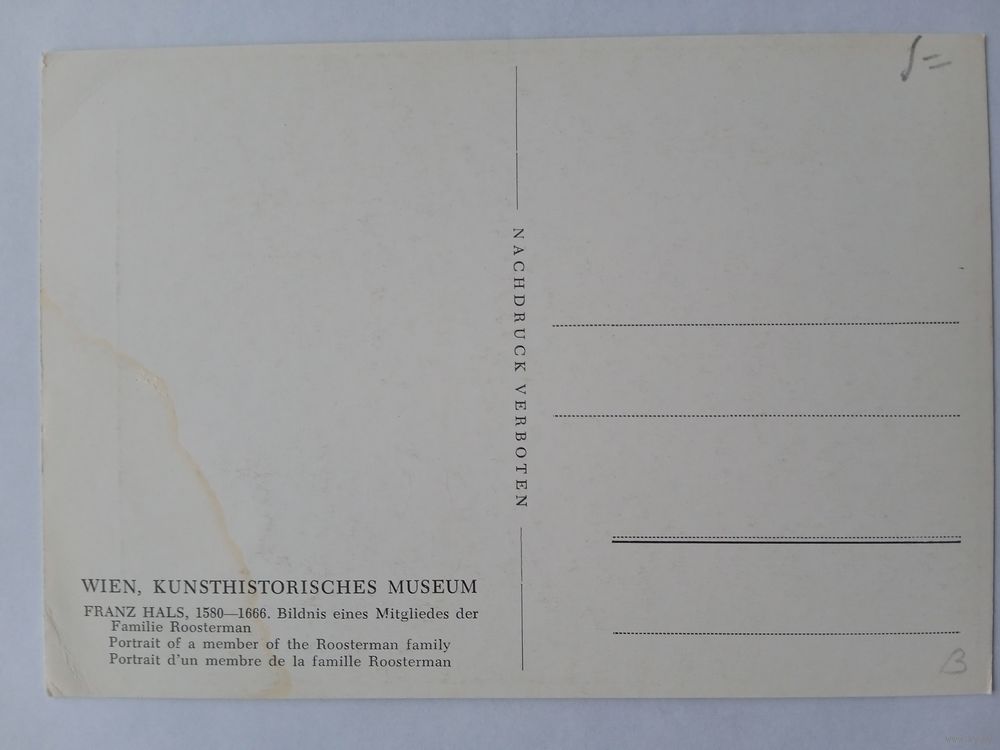 WIEN, KUNSTHISTORISCHES MUSEUM
FRANZ HALS, 1580—1666. Bildnis eines Mitgliedes der
Familie Roosterman
Portrait of a member of the Roosterman family
Portrait d'un membre de la famille Roosterman
NACHDRUCK VERBOTEN
B